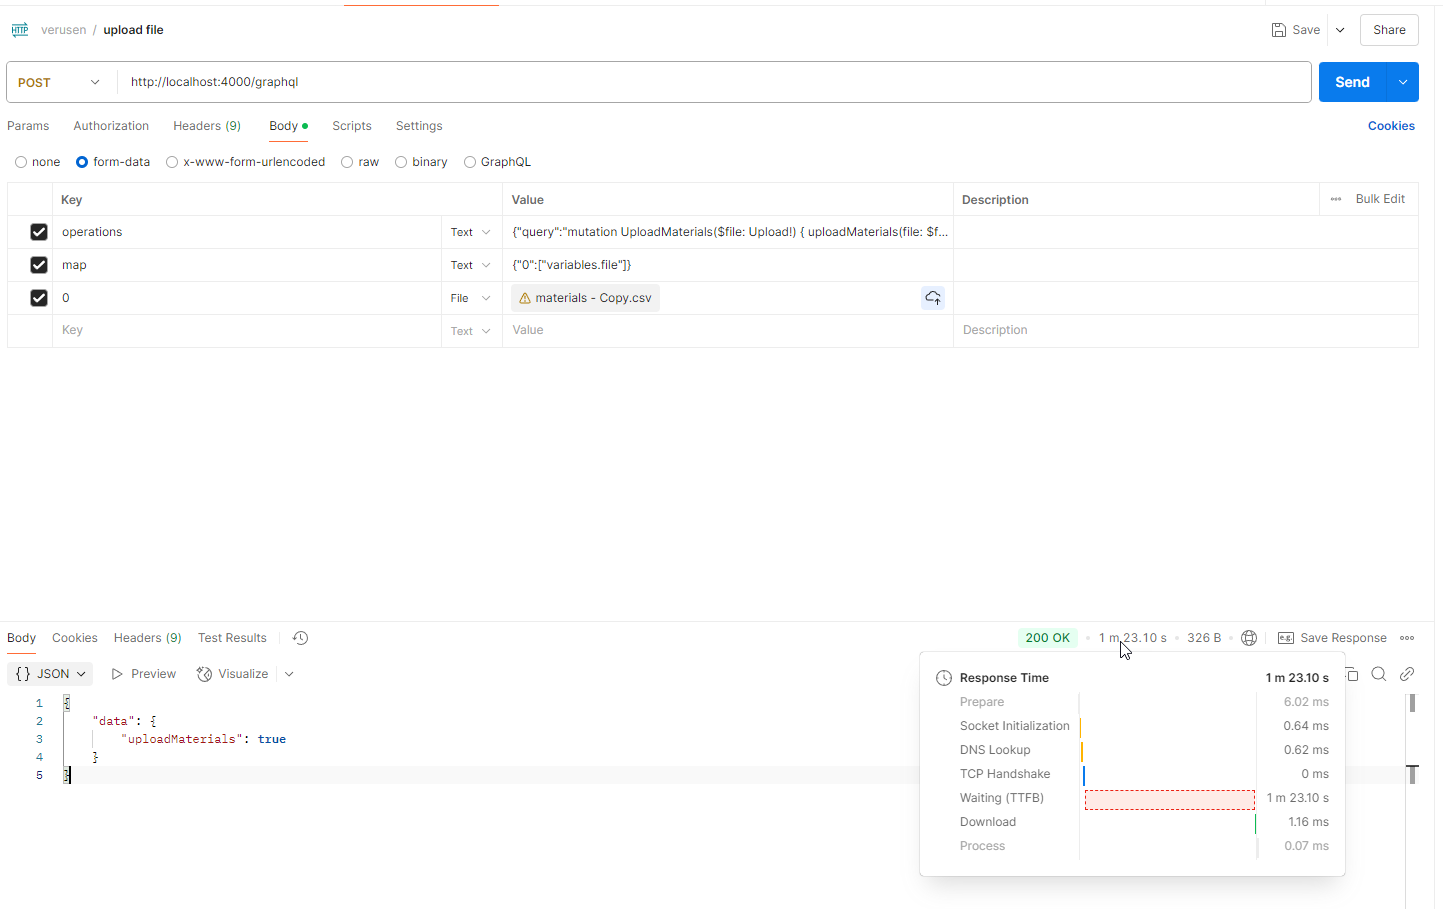 HTTP verusen / upload file Save Share
POST http://localhost:4000/graphql Send
Params Authorization Headers (9) Body Scripts Settings Cookies
none form-data x-www-form-urlencoded raw binary GraphQL
Key Value Description Bulk Edit
operations Text {"query":"mutation UploadMaterials($file: Upload!) { uploadMaterials(file: $f...
map Text {"0":["variables.file"]}
0 File materials - Copy.csv
Key Text Value Description
Body Cookies Headers (9) Test Results 200 OK 1 m 23.10 s 326 B e.g. Save Response
{} JSON Preview Visualize
1 {
2 "data": {
3 "uploadMaterials": true
4 }
5 }
Response Time 1 m 23.10 s
Prepare 6.02 ms
Socket Initialization 0.64 ms
DNS Lookup 0.62 ms
TCP Handshake 0 ms
Waiting (TTFB) 1 m 23.10 s
Download 1.16 ms
Process 0.07 ms